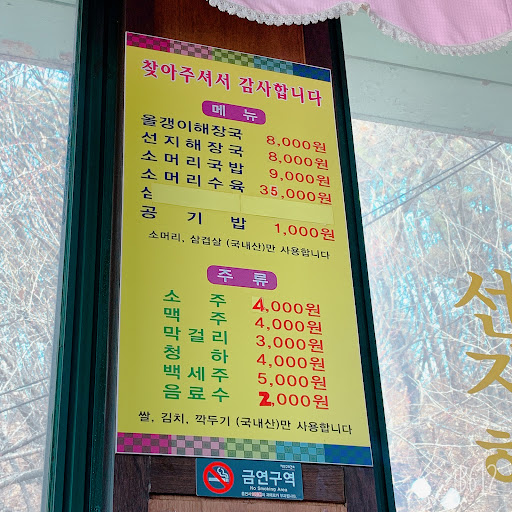 찾아주셔서 감사합니다
메 뉴
올갱이해장국 8,000원
선지해장국 8,000원
소머리국밥 9,000원
소머리수육 35,000원
공 기 밥 1,000원
소머리, 삼겹살 (국내산)만 사용합니다
주 류
소 주 4,000원
맥 주 4,000원
막걸리 3,000원
청 하 4,000원
백세주 5,000원
음료수 2,000원
쌀, 김치, 깍두기 (국내산)만 사용합니다
금연구역
No Smoking Area
선
지